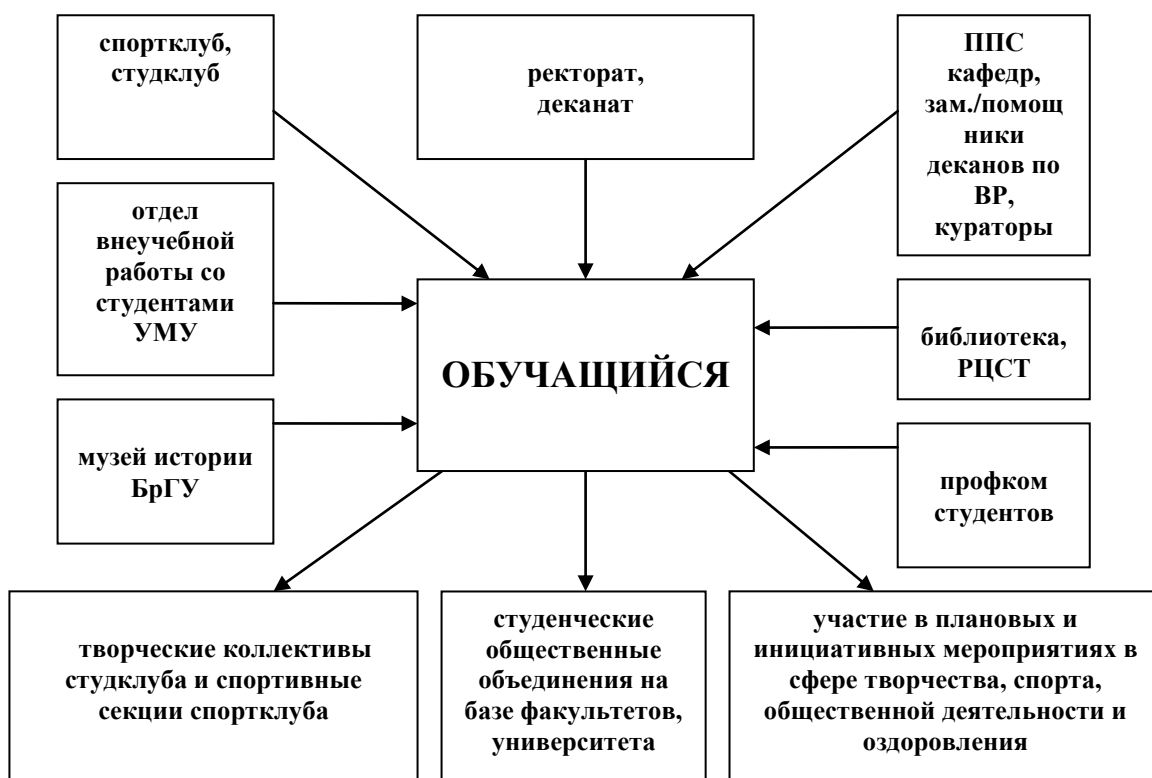 спортклуб,
студклуб
ректорат,
деканат
ППС
кафедр,
зам./помощ
ники
деканов по
ВР,
кураторы
отдел
внеучебной
работы со
студентами
УМУ
ОБУЧАЩИЙСЯ
библиотека,
РЦСТ
музей истории
БрГУ
профком
студентов
творческие коллективы
студклуба и спортивные
секции спортклуба
студенческие
общественные
объединения на
базе факультетов,
университета
участие в плановых и
инициативных мероприятиях в
сфере творчества, спорта,
общественной деятельности и
оздоровления